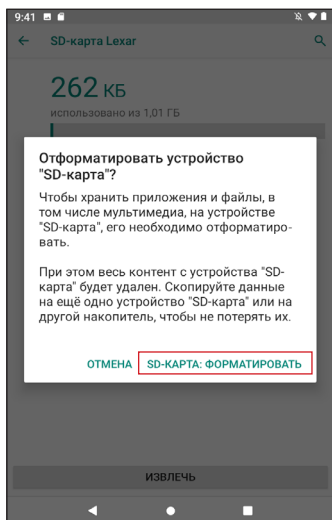 9:41
SD-карта Lexar
262 КБ
использовано из 1,01 ГБ
Отформатировать устройство
"SD-карта"?
Чтобы хранить приложения и файлы, в
том числе мультимедиа, на устройстве
"SD-карта", его необходимо отформатиро-
вать.
При этом весь контент с устройства "SD-
карта" будет удален. Скопируйте данные
на ещё одно устройство "SD-карта" или на
другой накопитель, чтобы не потерять их.
ОТМЕНА SD-КАРТА: ФОРМАТИРОВАТЬ
ИЗВЛЕЧЬ